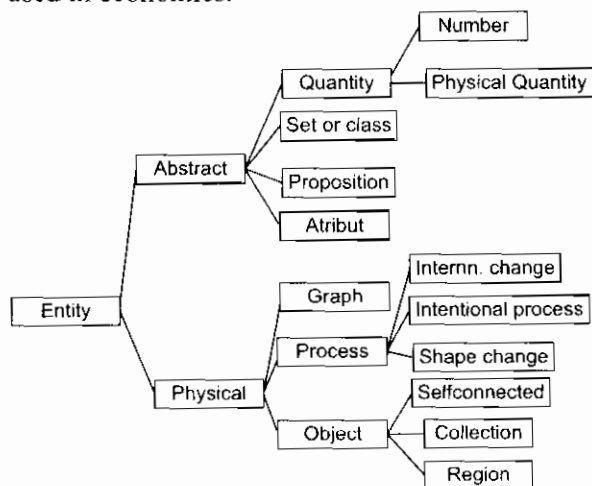 used in economics.
Number
Quantity
Physical Quantity
Set or class
Abstract
Proposition
Atribut
Internn. change
Graph
Entity
Intentional process
Process
Shape change
Physical
Selfconnected
Object
Collection
Region